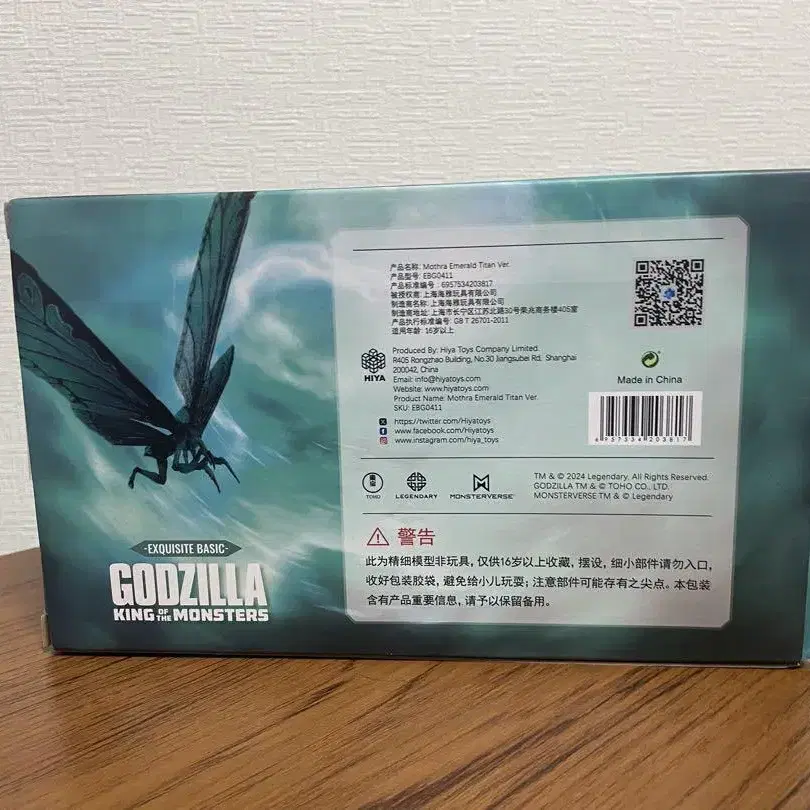 产品名称: Mothra Emerald Titan Ver.
产品型号: EBG0411
标准编号: 6957534203817
被授权商: 上海海雅玩具有限公司
制造商名称: 上海海雅玩具有限公司
制造商地址: 上海市长宁区江苏北路30号荣兆商务楼405室
产品执行标准编号: GB T 26701-2011
适用年龄: 16岁以上
HIYA
Produced By: Hiya Toys Company Limited.
R405 Rongzhao Building, No.30 Jiangsubei Rd, Shanghai
200042, China
Email: info@hiyatoys.com
Website: www.hiyatoys.com
Product Name: Mothra Emerald Titan Ver.
SKU: EBG0411
https://twitter.com/Hiyatoys
www.facebook.com/Hiyatoys
www.instagram.com/hiya_toys
Made in China
6957534203817
東宝
TOHO
LEGENDARY
MONSTERVERSE
TM & © 2024 Legendary. All Rights Reserved.
GODZILLA TM & © TOHO CO., LTD.
MONSTERVERSE TM & © Legendary
警告
此为精细模型非玩具，仅供16岁以上收藏，摆设，细小部件请勿入口，
收好包装胶袋，避免给小儿玩耍；注意部件可能存有之尖点。本包装
含有产品重要信息，请予以保留备用。
-EXQUISITE BASIC-
GODZILLA
KING OF THE MONSTERS